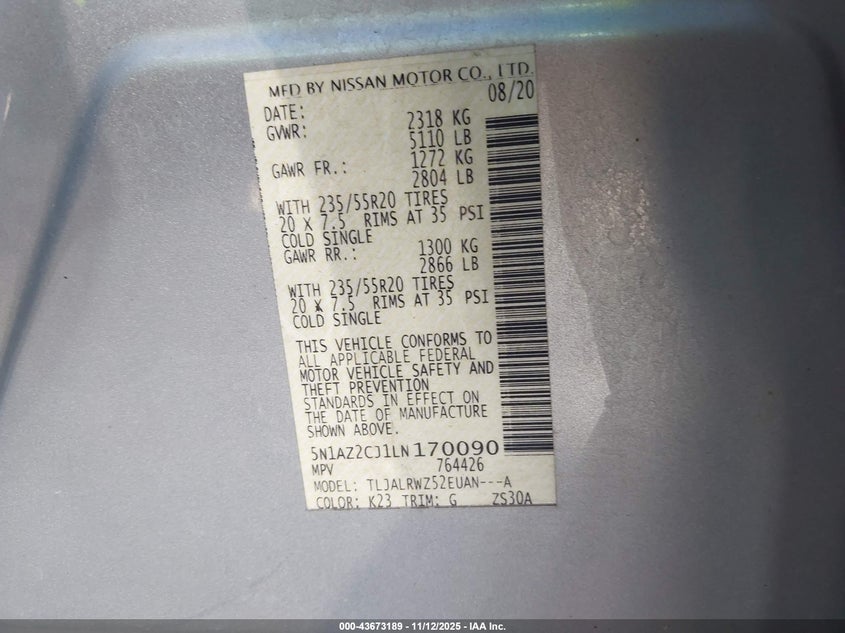 MFD BY NISSAN MOTOR CO., LTD.
DATE: 08/20
GVWR: 2318 KG
5110 LB
GAWR FR.: 1272 KG
2804 LB
WITH 235/55R20 TIRES
20 X 7.5 RIMS AT 35 PSI
COLD SINGLE
GAWR RR.: 1300 KG
2866 LB
WITH 235/55R20 TIRES
20 X 7.5 RIMS AT 35 PSI
COLD SINGLE
THIS VEHICLE CONFORMS TO
ALL APPLICABLE FEDERAL
MOTOR VEHICLE SAFETY AND
THEFT PREVENTION
STANDARDS IN EFFECT ON
THE DATE OF MANUFACTURE
SHOWN ABOVE.
5N1AZ2CJ1LN170090
MPV 764426
MODEL: TLJALRWZ52EUAN---A
COLOR: K23 TRIM: G ZS30A
000-43673189 - 11/12/2025 - IAA Inc.